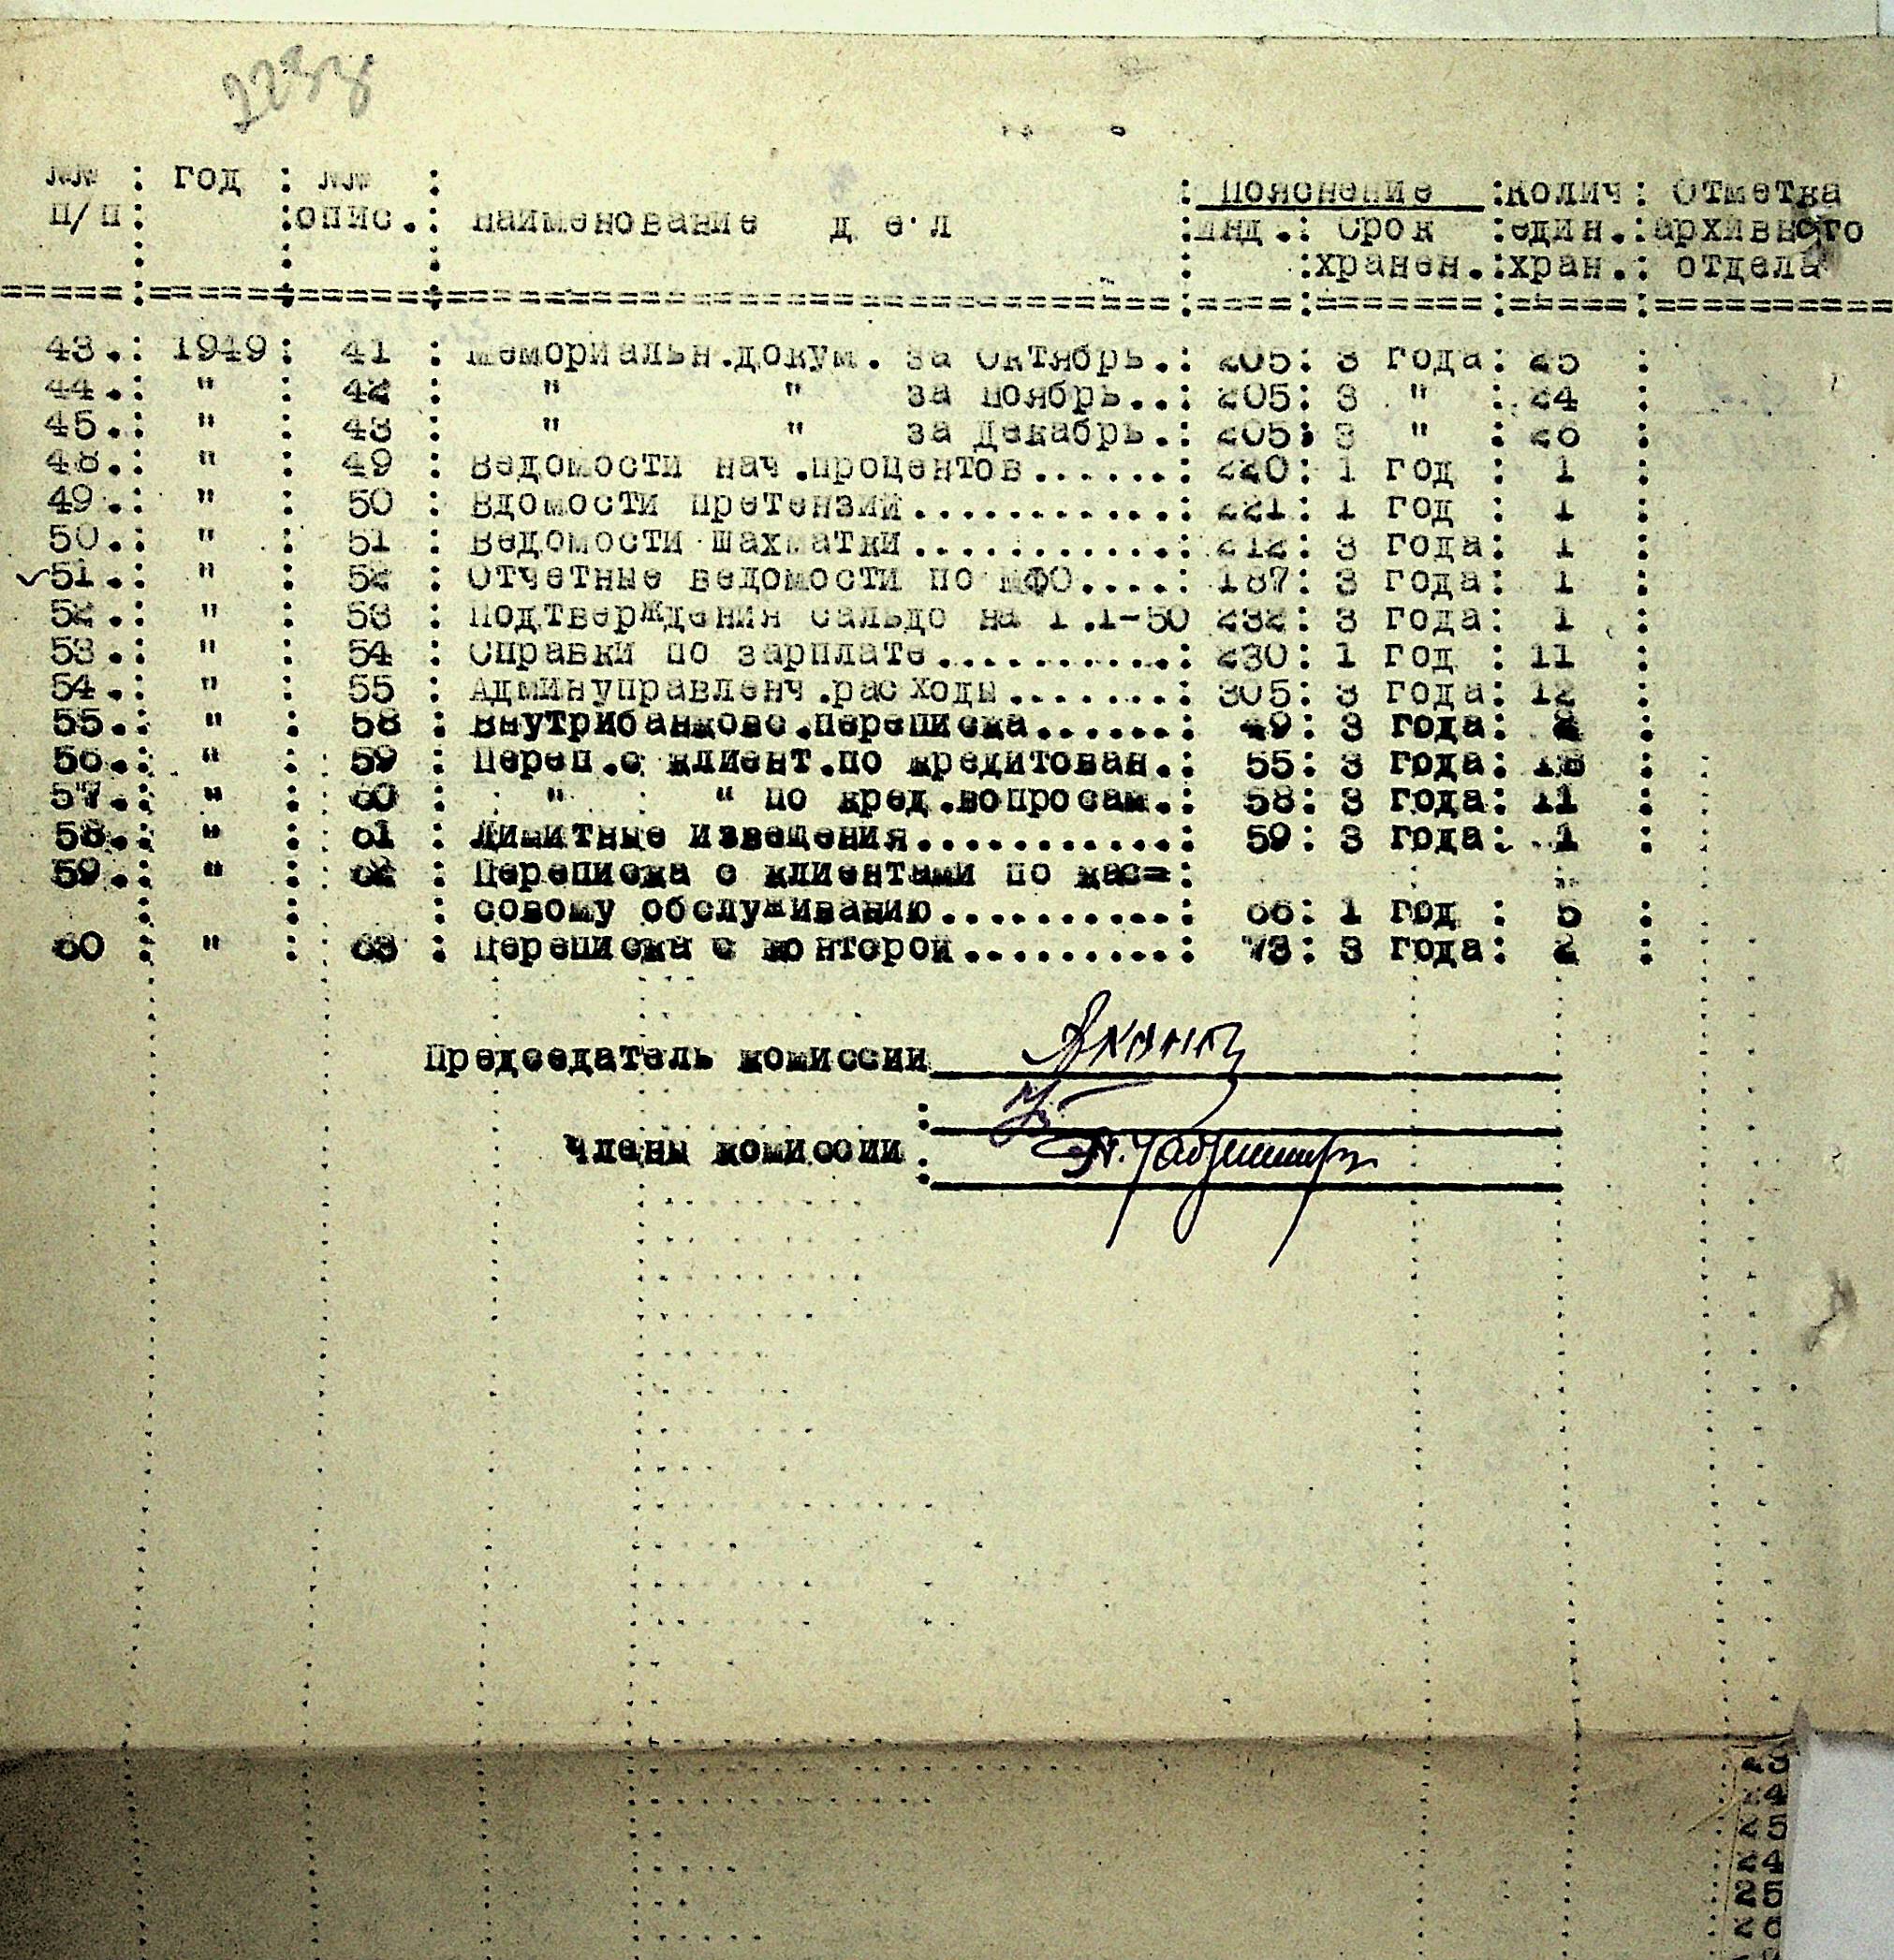 №№ : год : №№ : : Пояснение :Колич: Отметка
п/п: :опис.: Наименование д е л :инд.: Срок :един.:архивного
: : : : :хранен.:хран.: отдела
43.: 1949: 41 : Мемориальн.докум. за Октябрь.: 205: 3 года: 25 :
44.: " : 42 : " " за Ноябрь..: 205: 3 " : 24 :
45.: " : 43 : " " за Декабрь.: 205: 3 " : 26 :
48.: " : 49 : Ведомости нач.процентов......: 220: 1 год : 1 :
49.: " : 50 : Вдомости претензий...........: 221: 1 год : 1 :
50.: " : 51 : Ведомости шахматки...........: 212: 3 года: 1 :
51.: " : 52 : Отчетные ведомости по МФО....: 187: 3 года: 1 :
52.: " : 53 : Подтверждения сальдо на 1.1-50 232: 3 года: 1 :
53.: " : 54 : Справки по зарплате..........: 230: 1 год : 11 :
54.: " : 55 : Админуправленч.расходы.......: 305: 3 года: 12 :
55.: " : 58 : Внутрибанковс.переписка......: 49: 3 года: :
56.: " : 59 : Переп.с клиент.по кредитован.: 55: 3 года: 18 :
57.: " : 60 : " " по кред.вопросам.: 58: 3 года: 11 :
58.: " : 61 : Лимитные извещения...........: 59: 3 года: 1 :
59.: " : 62 : Переписка с клиентами по кас=:
: : : совому обслуживанию..........: 66: 1 год : 5 :
60 : " : 63 : Переписка с конторой.........: 73: 3 года: 2 :
Председатель комиссии
Члены комиссии
24
25
24
25
26